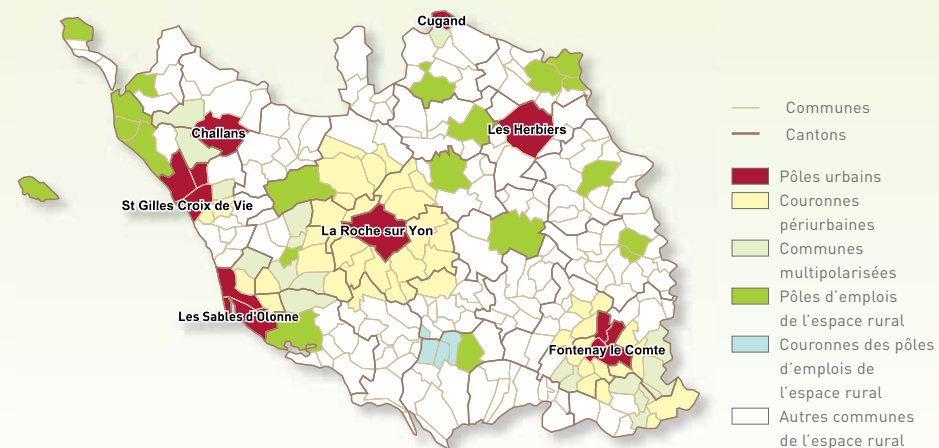 Cugand
Challans
Les Herbiers
St Gilles Croix de Vie
La Roche sur Yon
Les Sables d'Olonne
Fontenay le Comte
Communes
Cantons
Pôles urbains
Couronnes
périurbaines
Communes
multipolarisées
Pôles d'emplois
de l'espace rural
Couronnes des pôles
d'emplois de
l'espace rural
Autres communes
de l'espace rural